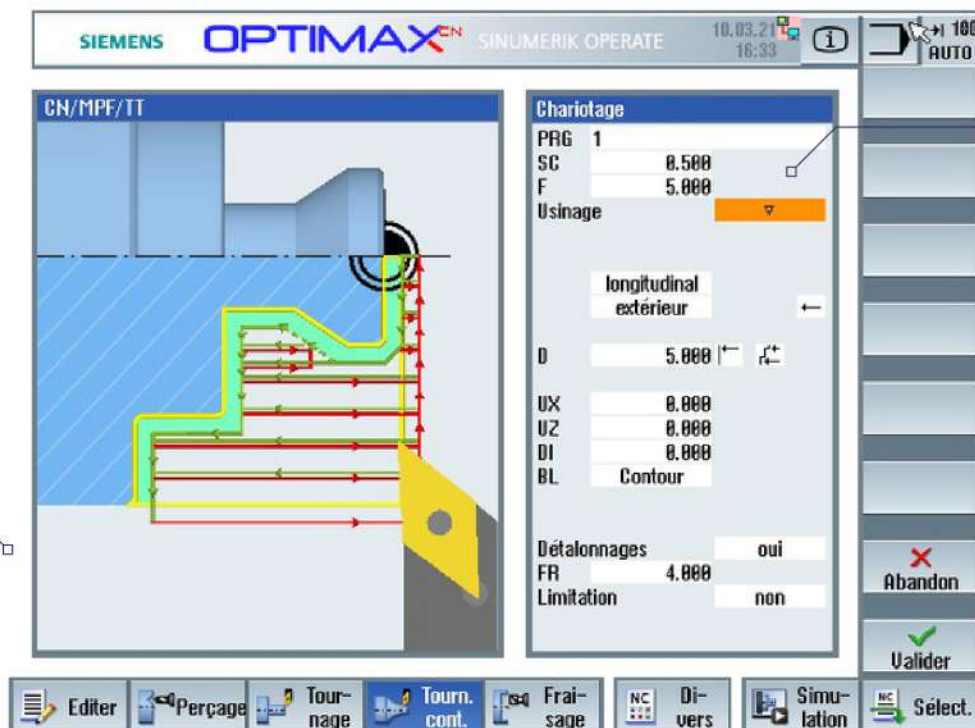 SIEMENS OPTIMAX CN SINUMERIK OPERATE 10.03.21
16:33
AUTO
CN/MPF/TT
Chariotage
PRG 1
SC 0.500
F 5.000
Usinage
longitudinal
extérieur
D 5.000
UX 0.000
UZ 0.000
DI 0.000
BL Contour
Détalonnages oui
FR 4.000
Limitation non
Abandon
Valider
Editer
Perçage
Tour-
nage
Tourn.
cont.
Frai-
sage
NC
Di-
vers
Simu-
lation
NC
Sélect.